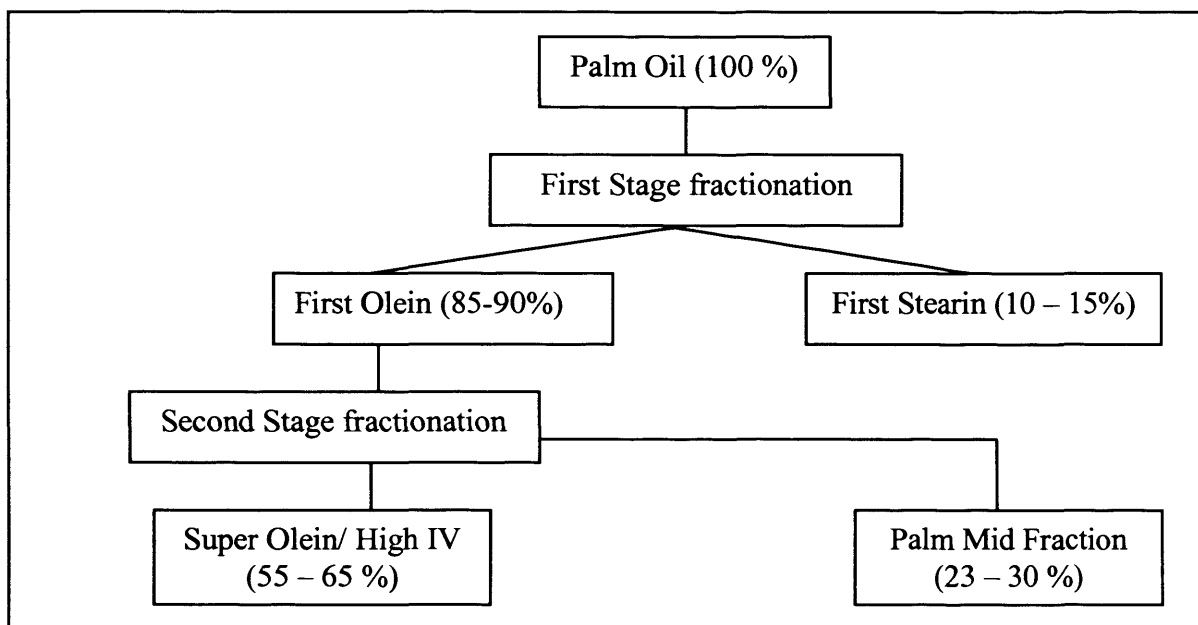 Palm Oil (100 %)
First Stage fractionation
First Olein (85-90%)
First Stearin (10 – 15%)
Second Stage fractionation
Super Olein/ High IV
(55 – 65 %)
Palm Mid Fraction
(23 – 30 %)